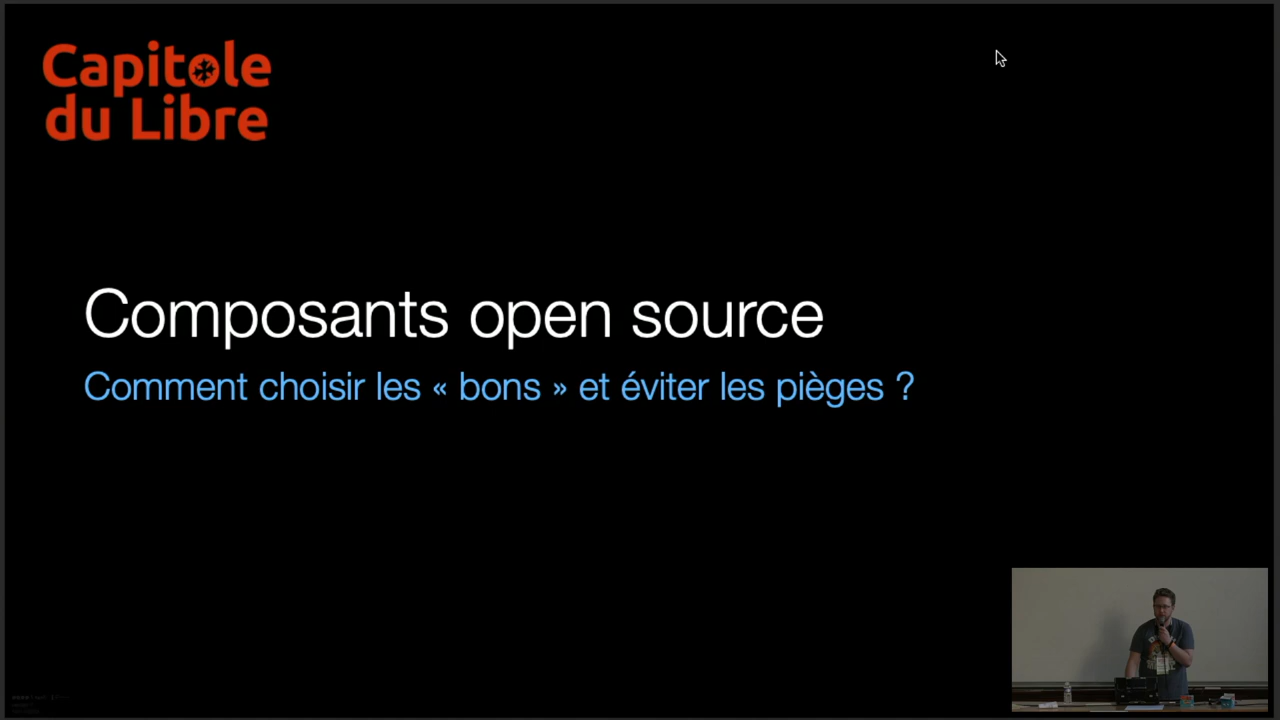 Capitole
du Libre
Composants open source
Comment choisir les « bons » et éviter les pièges ?